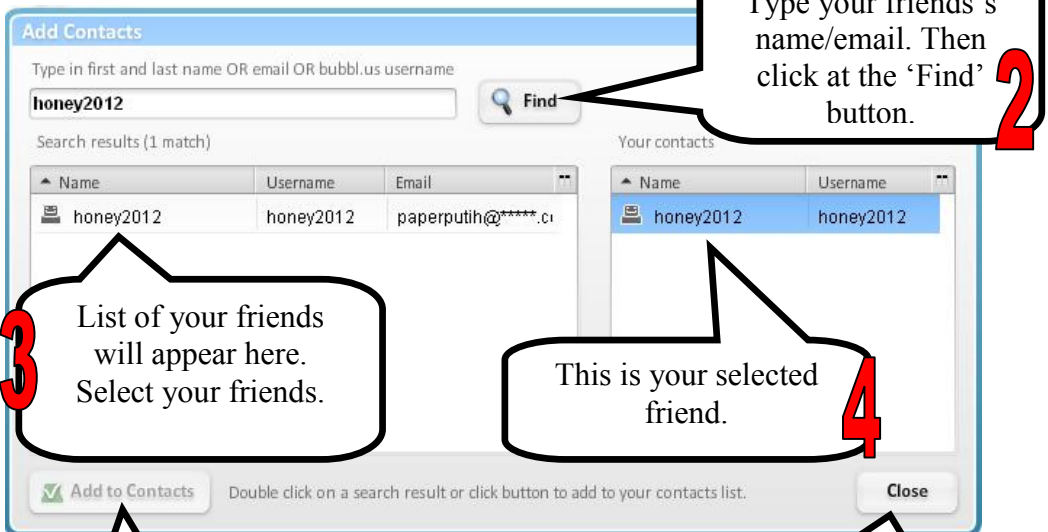 Type your friends's
name/email. Then
click at the 'Find'
button.
2
Add Contacts
Type in first and last name OR email OR bubbl.us username
honey2012
Find
Search results (1 match)
Your contacts
Name Username Email
honey2012 honey2012 paperputih@*****.c
Name Username
honey2012 honey2012
3
List of your friends
will appear here.
Select your friends.
This is your selected
friend.
4
Add to Contacts
Double click on a search result or click button to add to your contacts list.
Close